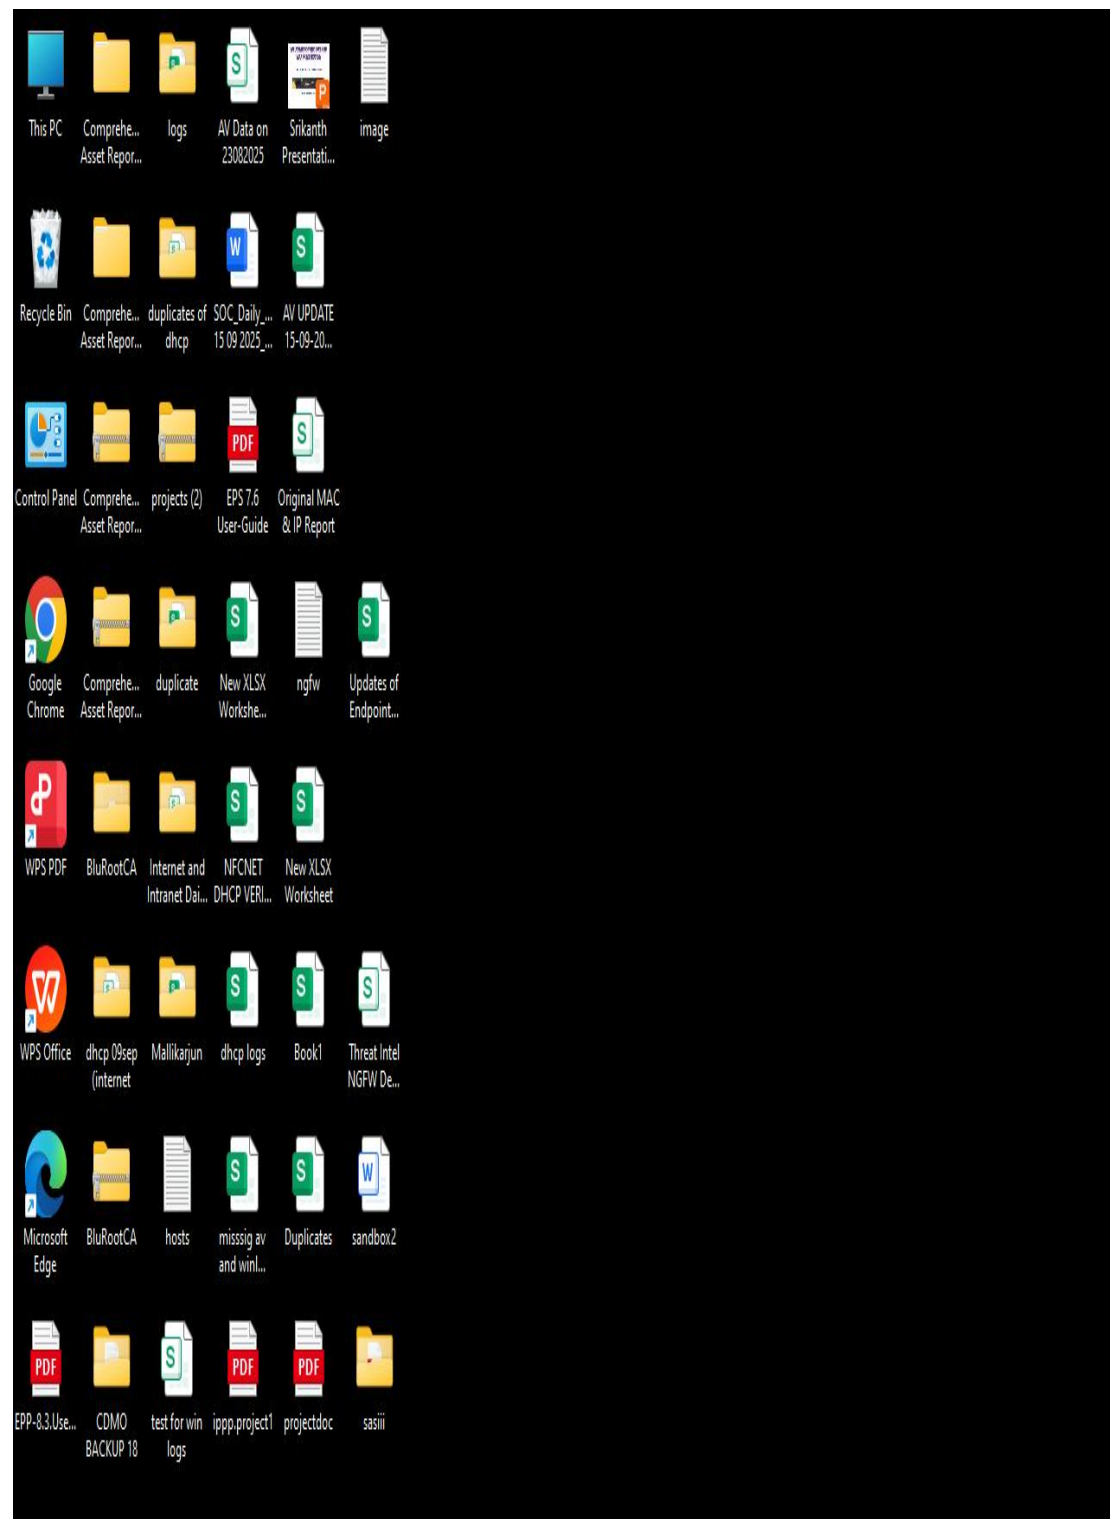 This PC
Comprehe...
Asset Repor...
logs
AV Data on
23082025
Srikanth
Presentati...
image
Recycle Bin
Comprehe...
Asset Repor...
duplicates of
dhcp
SOC_Daily_...
15 09 2025_...
AV UPDATE
15-09-20...
Control Panel
Comprehe...
Asset Repor...
projects (2)
EPS 7.6
User-Guide
Original MAC
& IP Report
Google
Chrome
Comprehe...
Asset Repor...
duplicate
New XLSX
Workshe...
ngfw
Updates of
Endpoint...
WPS PDF
BluRootCA
Internet and
Intranet Dai...
NFCNET
DHCP VERI...
New XLSX
Worksheet
WPS Office
dhcp 09sep
(internet
Mallikarjun
dhcp logs
Book1
Threat Intel
NGFW De...
Microsoft
Edge
BluRootCA
hosts
misssig av
and winl...
Duplicates
sandbox2
EPP-8.3.Use...
CDMO
BACKUP 18
test for win
logs
ippp.project1
projectdoc
sasiii